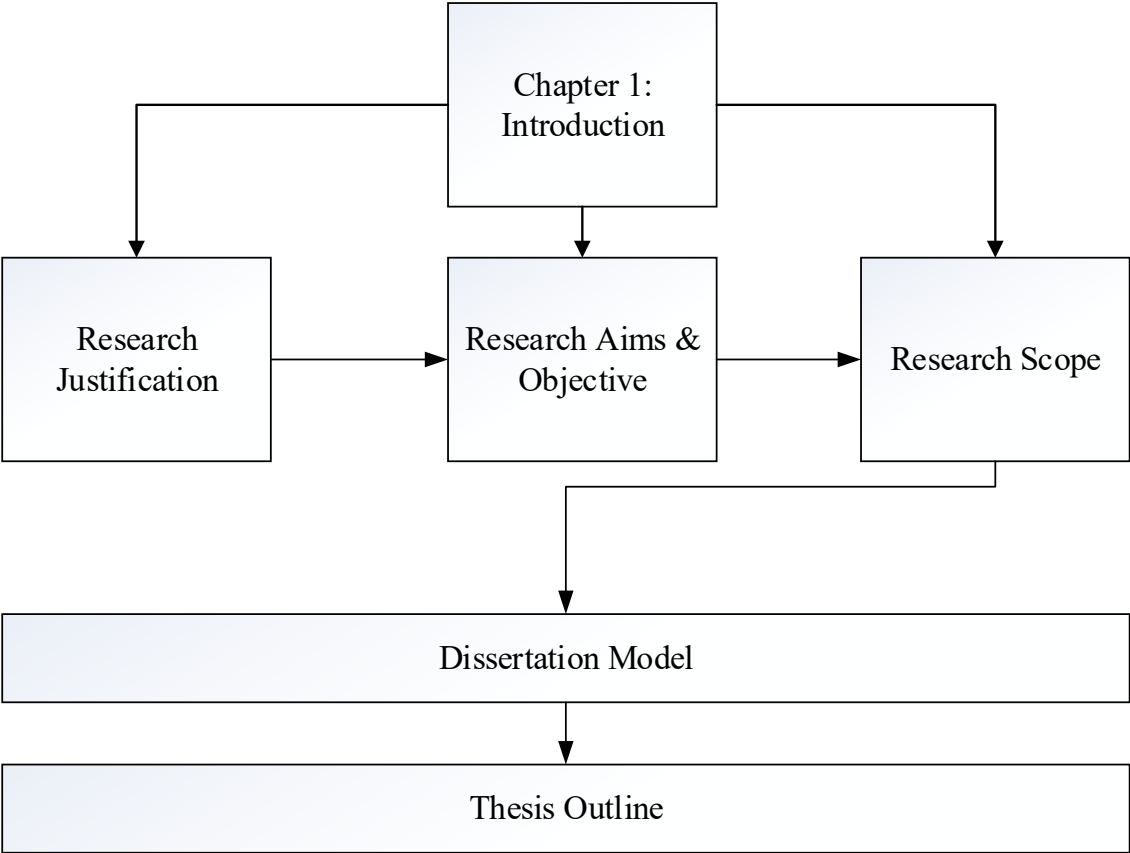 Chapter 1:
Introduction
Research
Justification
Research Aims &
Objective
Research Scope
Dissertation Model
Thesis Outline